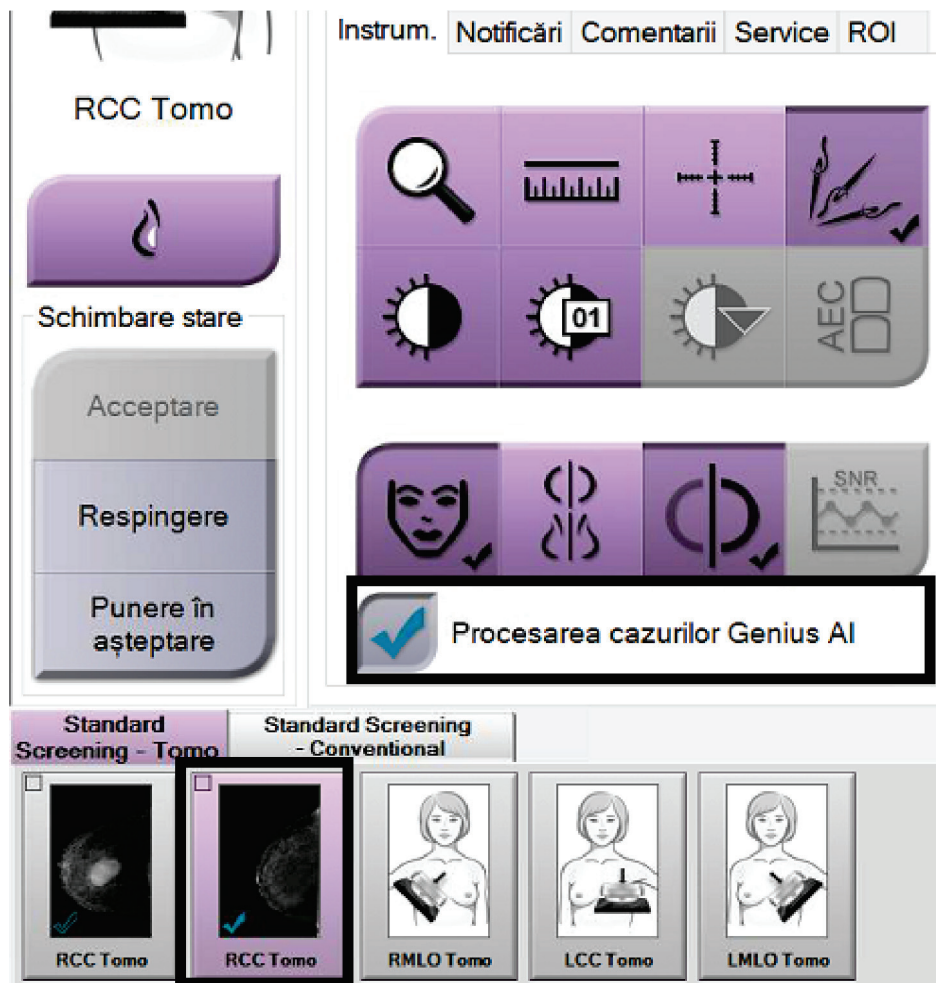 RCC Tomo
Schimbare stare
Acceptare
Respingere
Punere în
așteptare
Instrum. Notificări Comentarii Service ROI
01
AEC
SNR
Procesarea cazurilor Genius AI
Standard
Screening - Tomo
Standard Screening
- Conventional
RCC Tomo
RCC Tomo
RMLO Tomo
LCC Tomo
LMLO Tomo